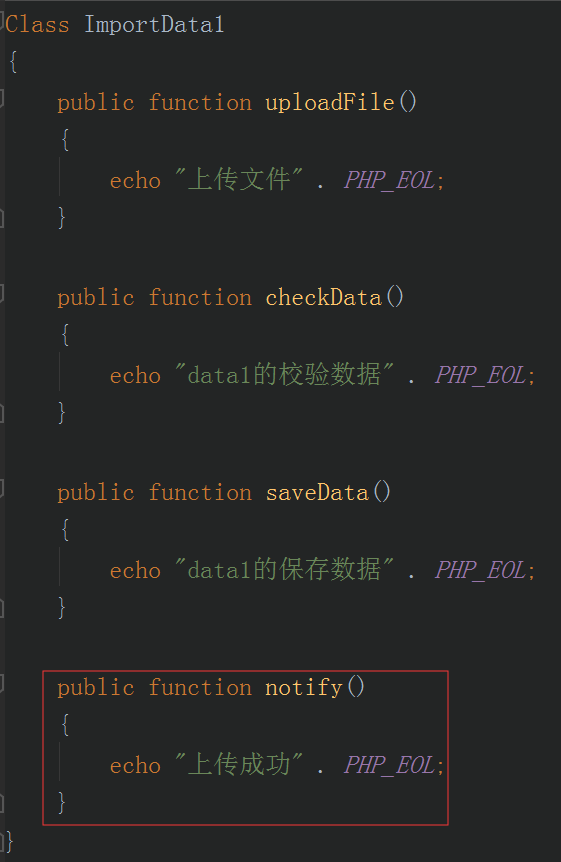 Class ImportData1
{
public function uploadFile()
{
echo "上传文件" . PHP_EOL;
}
public function checkData()
{
echo "data1的校验数据" . PHP_EOL;
}
public function saveData()
{
echo "data1的保存数据" . PHP_EOL;
}
public function notify()
{
echo "上传成功" . PHP_EOL;
}
}